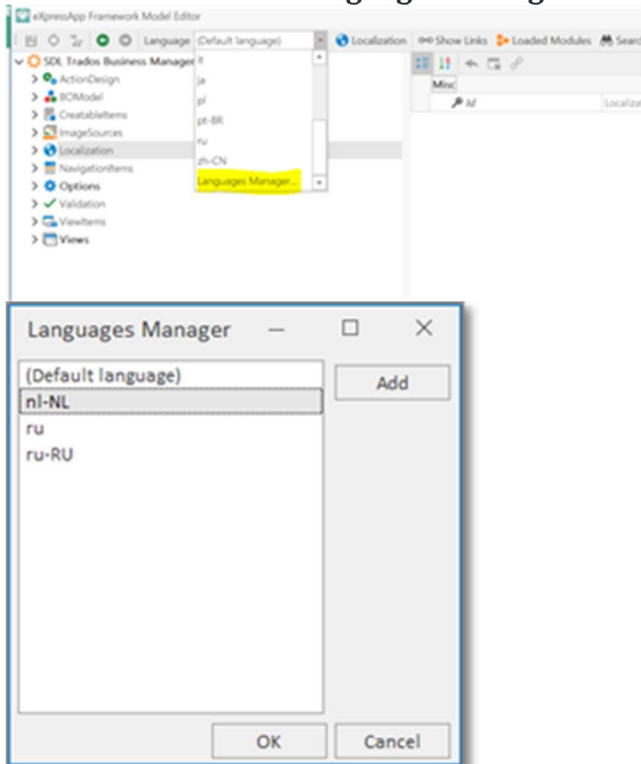 eXpressApp Framework Model Editor
Language (Default language) Localization Show Links Loaded Modules Search
SDL Trados Business Manager
ActionDesign
BOModel
CreatableItems
ImageSources
Localization
NavigationItems
Options
Validation
ViewItems
Views
it
ja
pl
pt-BR
ru
zh-CN
Languages Manager...
Misc
Id
Languages Manager
(Default language)
nl-NL
ru
ru-RU
Add
OK
Cancel